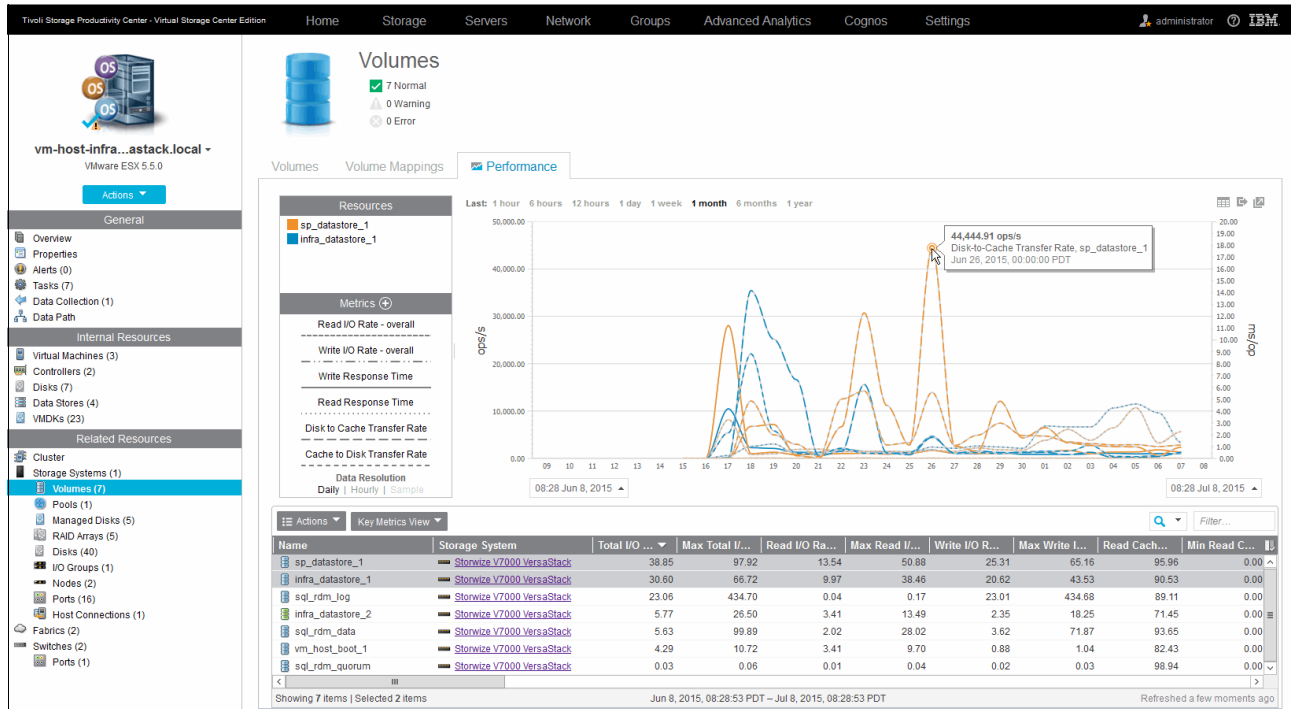 Tivoli Storage Productivity Center - Virtual Storage Center Edition Home Storage Servers Network Groups Advanced Analytics Cognos Settings administrator IBM
OS
OS
OS
vm-host-infra...astack.local
VMware ESX 5.5.0
Actions
General
Overview
Properties
Alerts (0)
Tasks (7)
Data Collection (1)
Data Path
Internal Resources
Virtual Machines (3)
Controllers (2)
Disks (7)
Data Stores (4)
VMDKs (23)
Related Resources
Cluster
Storage Systems (1)
Volumes (7)
Pools (1)
Managed Disks (5)
RAID Arrays (5)
Disks (40)
I/O Groups (1)
Nodes (2)
Ports (16)
Host Connections (1)
Fabrics (2)
Switches (2)
Ports (1)
Volumes
7 Normal
0 Warning
0 Error
Volumes Volume Mappings Performance
Resources
sp_datastore_1
infra_datastore_1
Metrics
Read I/O Rate - overall
Write I/O Rate - overall
Write Response Time
Read Response Time
Disk to Cache Transfer Rate
Cache to Disk Transfer Rate
Data Resolution
Daily | Hourly | Sample
Last: 1 hour 6 hours 12 hours 1 day 1 week 1 month 6 months 1 year
50,000.00
40,000.00
30,000.00
20,000.00
10,000.00
0.00
ops/s
44,444.91 ops/s
Disk-to-Cache Transfer Rate, sp_datastore_1
Jun 26, 2015, 00:00:00 PDT
20.00
19.00
18.00
17.00
16.00
15.00
14.00
13.00
12.00
11.00
10.00
9.00
8.00
7.00
6.00
5.00
4.00
3.00
2.00
1.00
0.00
ms/op
09 10 11 12 13 14 15 16 17 18 19 20 21 22 23 24 25 26 27 28 29 30 01 02 03 04 05 06 07 08
08:28 Jun 8, 2015 08:28 Jul 8, 2015
Actions Key Metrics View Filter...
Name Storage System Total I/O ... Max Total I/... Read I/O Ra... Max Read I/... Write I/O R... Max Write I... Read Cach... Min Read C...
sp_datastore_1 Storwize V7000 VersaStack 38.85 97.92 13.54 50.88 25.31 65.16 95.96 0.00
infra_datastore_1 Storwize V7000 VersaStack 30.60 66.72 9.97 38.46 20.62 43.53 90.53 0.00
sql_rdm_log Storwize V7000 VersaStack 23.06 434.70 0.04 0.17 23.01 434.68 89.11 0.00
infra_datastore_2 Storwize V7000 VersaStack 5.77 26.50 3.41 13.49 2.35 18.25 71.45 0.00
sql_rdm_data Storwize V7000 VersaStack 5.63 99.89 2.02 28.02 3.62 71.87 93.65 0.00
vm_host_boot_1 Storwize V7000 VersaStack 4.29 10.72 3.41 9.70 0.88 1.04 82.43 0.00
sql_rdm_quorum Storwize V7000 VersaStack 0.03 0.06 0.01 0.04 0.02 0.03 98.94 0.00
Showing 7 items | Selected 2 items Jun 8, 2015, 08:28:53 PDT – Jul 8, 2015, 08:28:53 PDT Refreshed a few moments ago